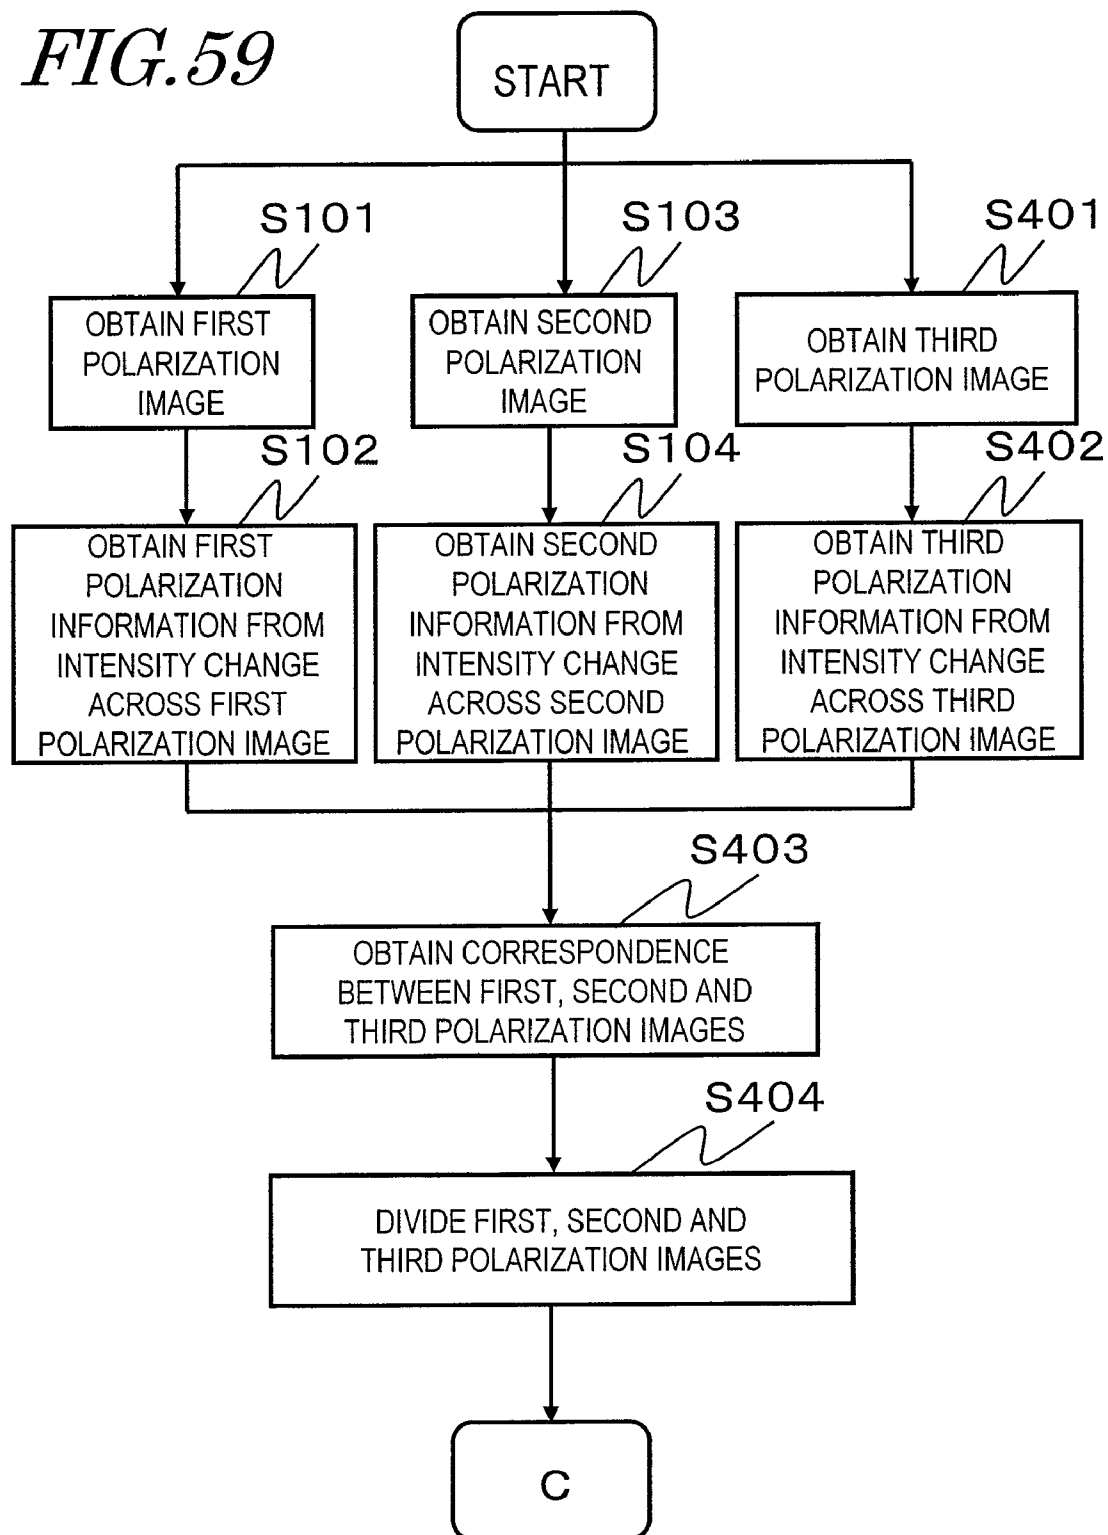 FIG.59
START
S101
OBTAIN FIRST
POLARIZATION
IMAGE
S103
OBTAIN SECOND
POLARIZATION
IMAGE
S401
OBTAIN THIRD
POLARIZATION IMAGE
S102
OBTAIN FIRST
POLARIZATION
INFORMATION FROM
INTENSITY CHANGE
ACROSS FIRST
POLARIZATION IMAGE
S104
OBTAIN SECOND
POLARIZATION
INFORMATION FROM
INTENSITY CHANGE
ACROSS SECOND
POLARIZATION IMAGE
S402
OBTAIN THIRD
POLARIZATION
INFORMATION FROM
INTENSITY CHANGE
ACROSS THIRD
POLARIZATION IMAGE
S403
OBTAIN CORRESPONDENCE
BETWEEN FIRST, SECOND AND
THIRD POLARIZATION IMAGES
S404
DIVIDE FIRST, SECOND AND
THIRD POLARIZATION IMAGES
C